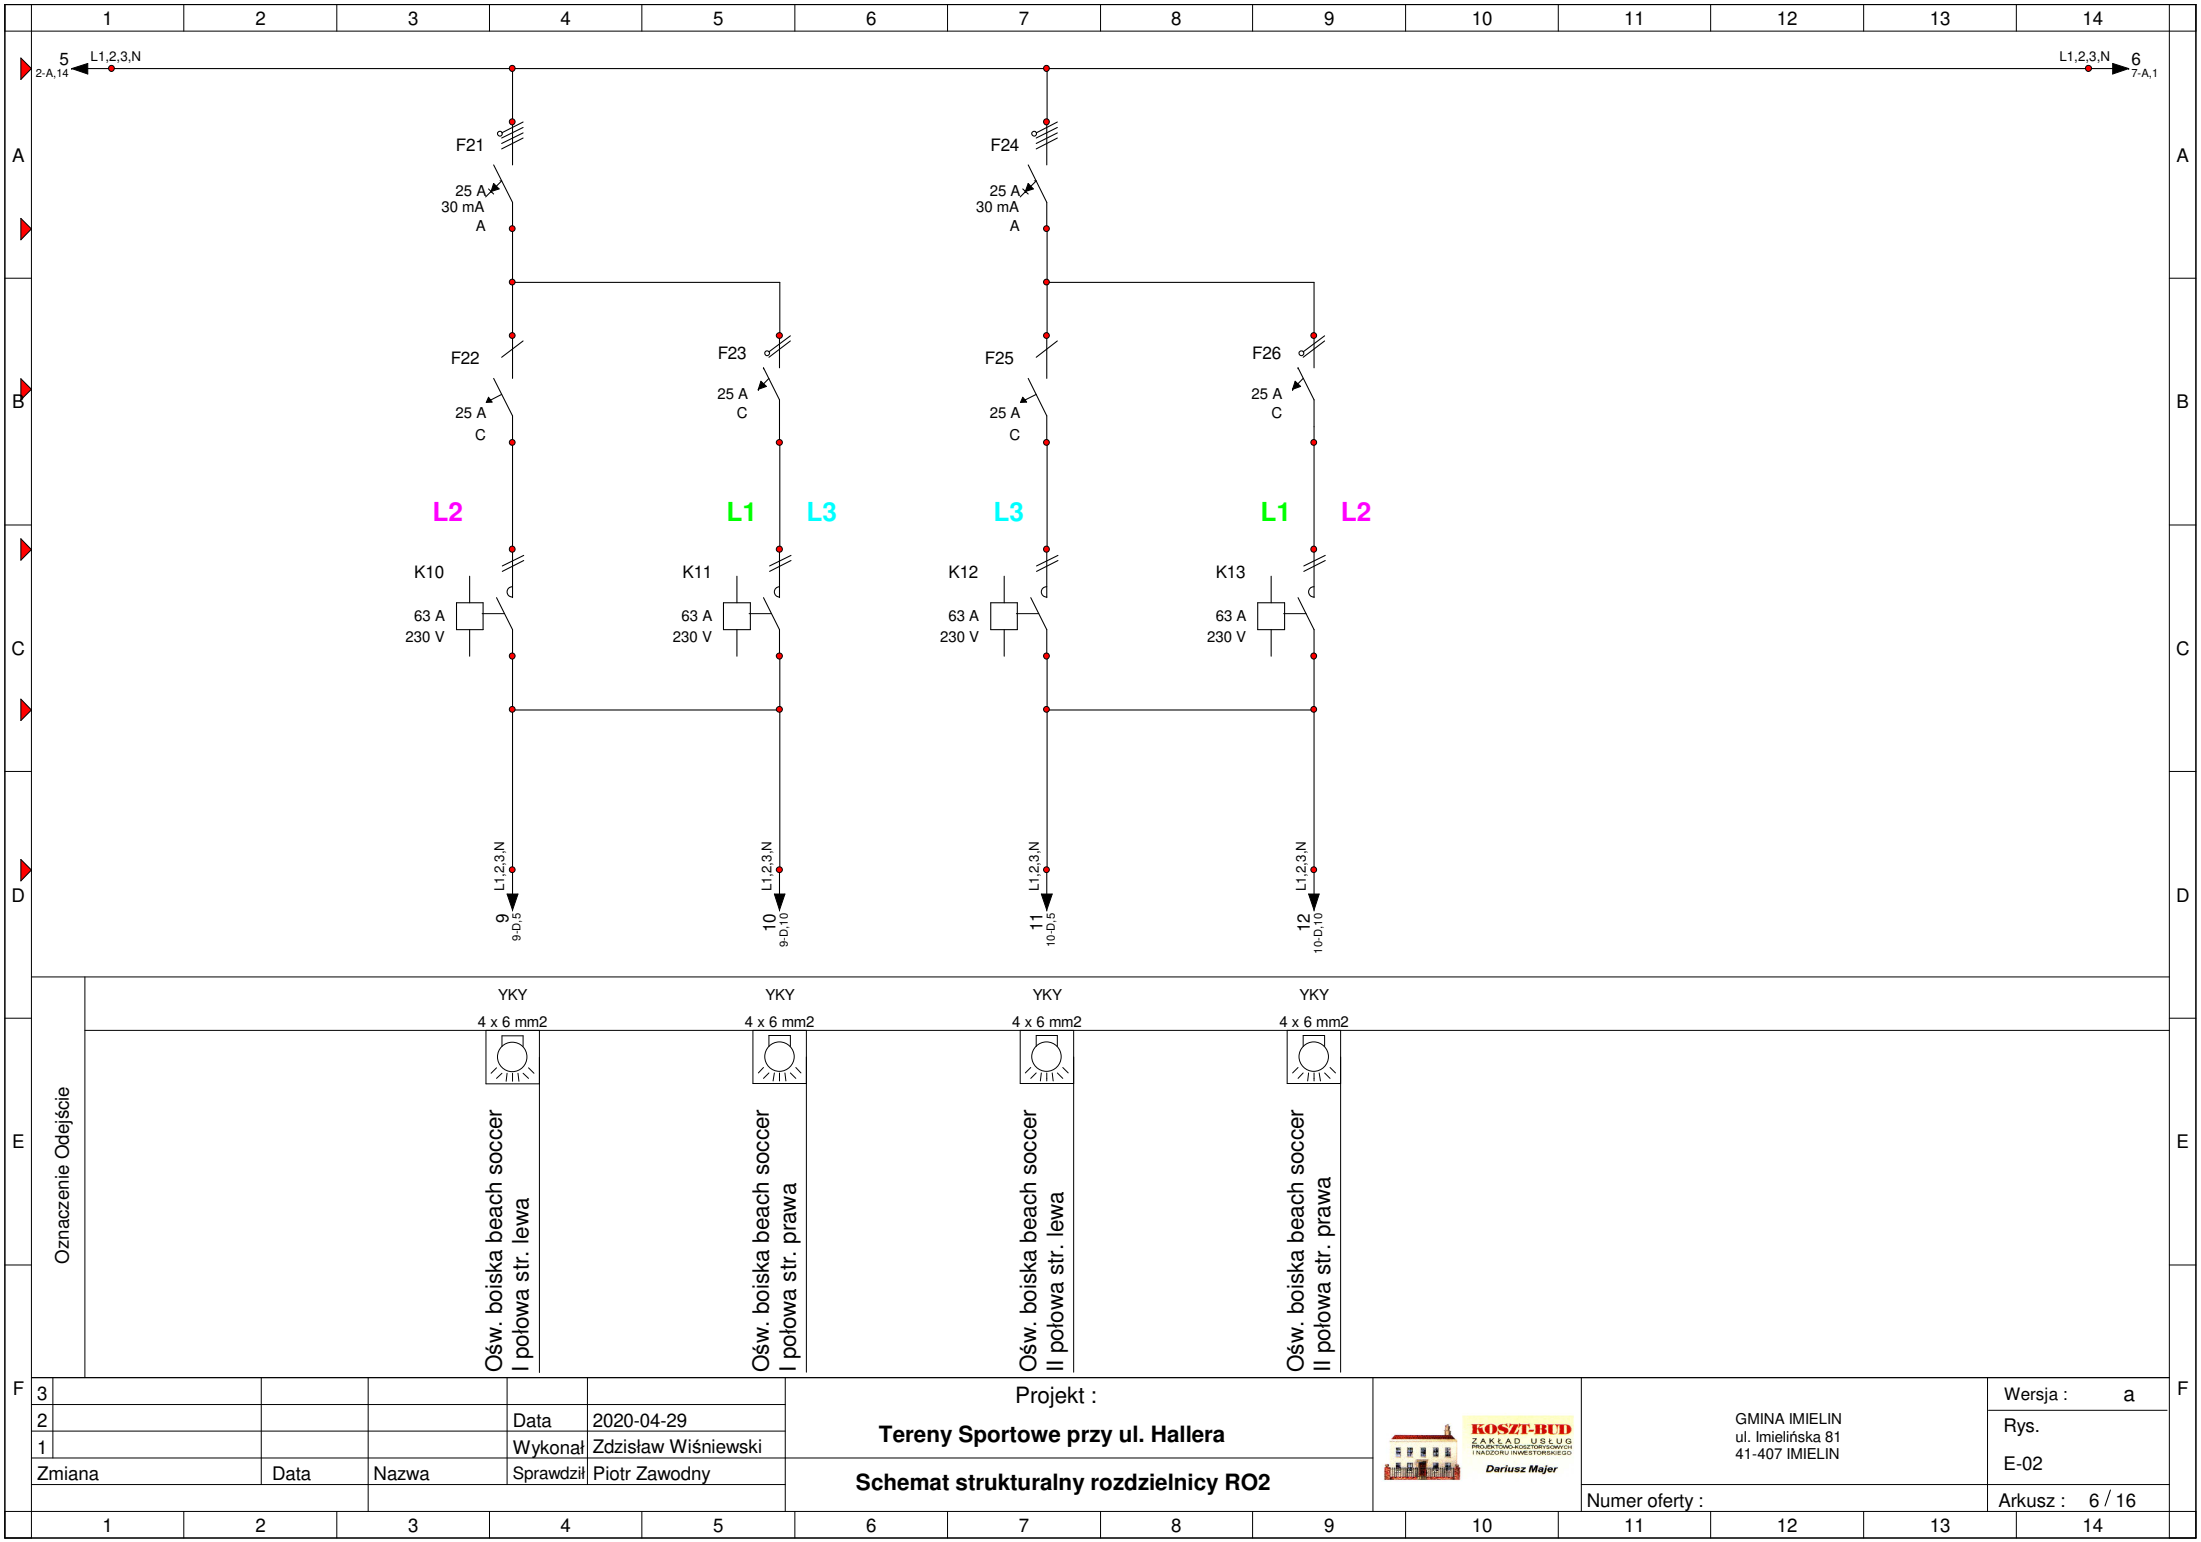 1 2 3 4 5 6 7 8 9 10 11 12 13 14
5 L1,2,3,N
2-A,14
L1,2,3,N 6
7-A,1
A A
F21
25 A
30 mA
A
F24
25 A
30 mA
A
B B
F22
25 A
C
F23
25 A
C
F25
25 A
C
F26
25 A
C
L2 L1 L3 L3 L1 L2
C C
K10
63 A
230 V
K11
63 A
230 V
K12
63 A
230 V
K13
63 A
230 V
D D
L1,2,3,N
9
9-D,5
L1,2,3,N
10
9-D,10
L1,2,3,N
11
10-D,5
L1,2,3,N
12
10-D,10
YKY YKY YKY YKY
4 x 6 mm2 4 x 6 mm2 4 x 6 mm2 4 x 6 mm2
E E
Oznaczenie Odejście
Ośw. boiska beach soccer
I połowa str. lewa
Ośw. boiska beach soccer
I połowa str. prawa
Ośw. boiska beach soccer
II połowa str. lewa
Ośw. boiska beach soccer
II połowa str. prawa
F F
3
2 Data 2020-04-29
1 Wykonał Zdzisław Wiśniewski
Zmiana Data Nazwa Sprawdził Piotr Zawodny
Projekt :
Tereny Sportowe przy ul. Hallera
Schemat strukturalny rozdzielnicy RO2
KOSZT-BUD
ZAKŁAD USŁUG
PROJEKTOWO-KOSZTORYSOWYCH
I NADZORU INWESTORSKIEGO
Dariusz Majer
GMINA IMIELIN
ul. Imielińska 81
41-407 IMIELIN
Numer oferty :
Wersja : a
Rys.
E-02
Arkusz : 6 / 16
1 2 3 4 5 6 7 8 9 10 11 12 13 14